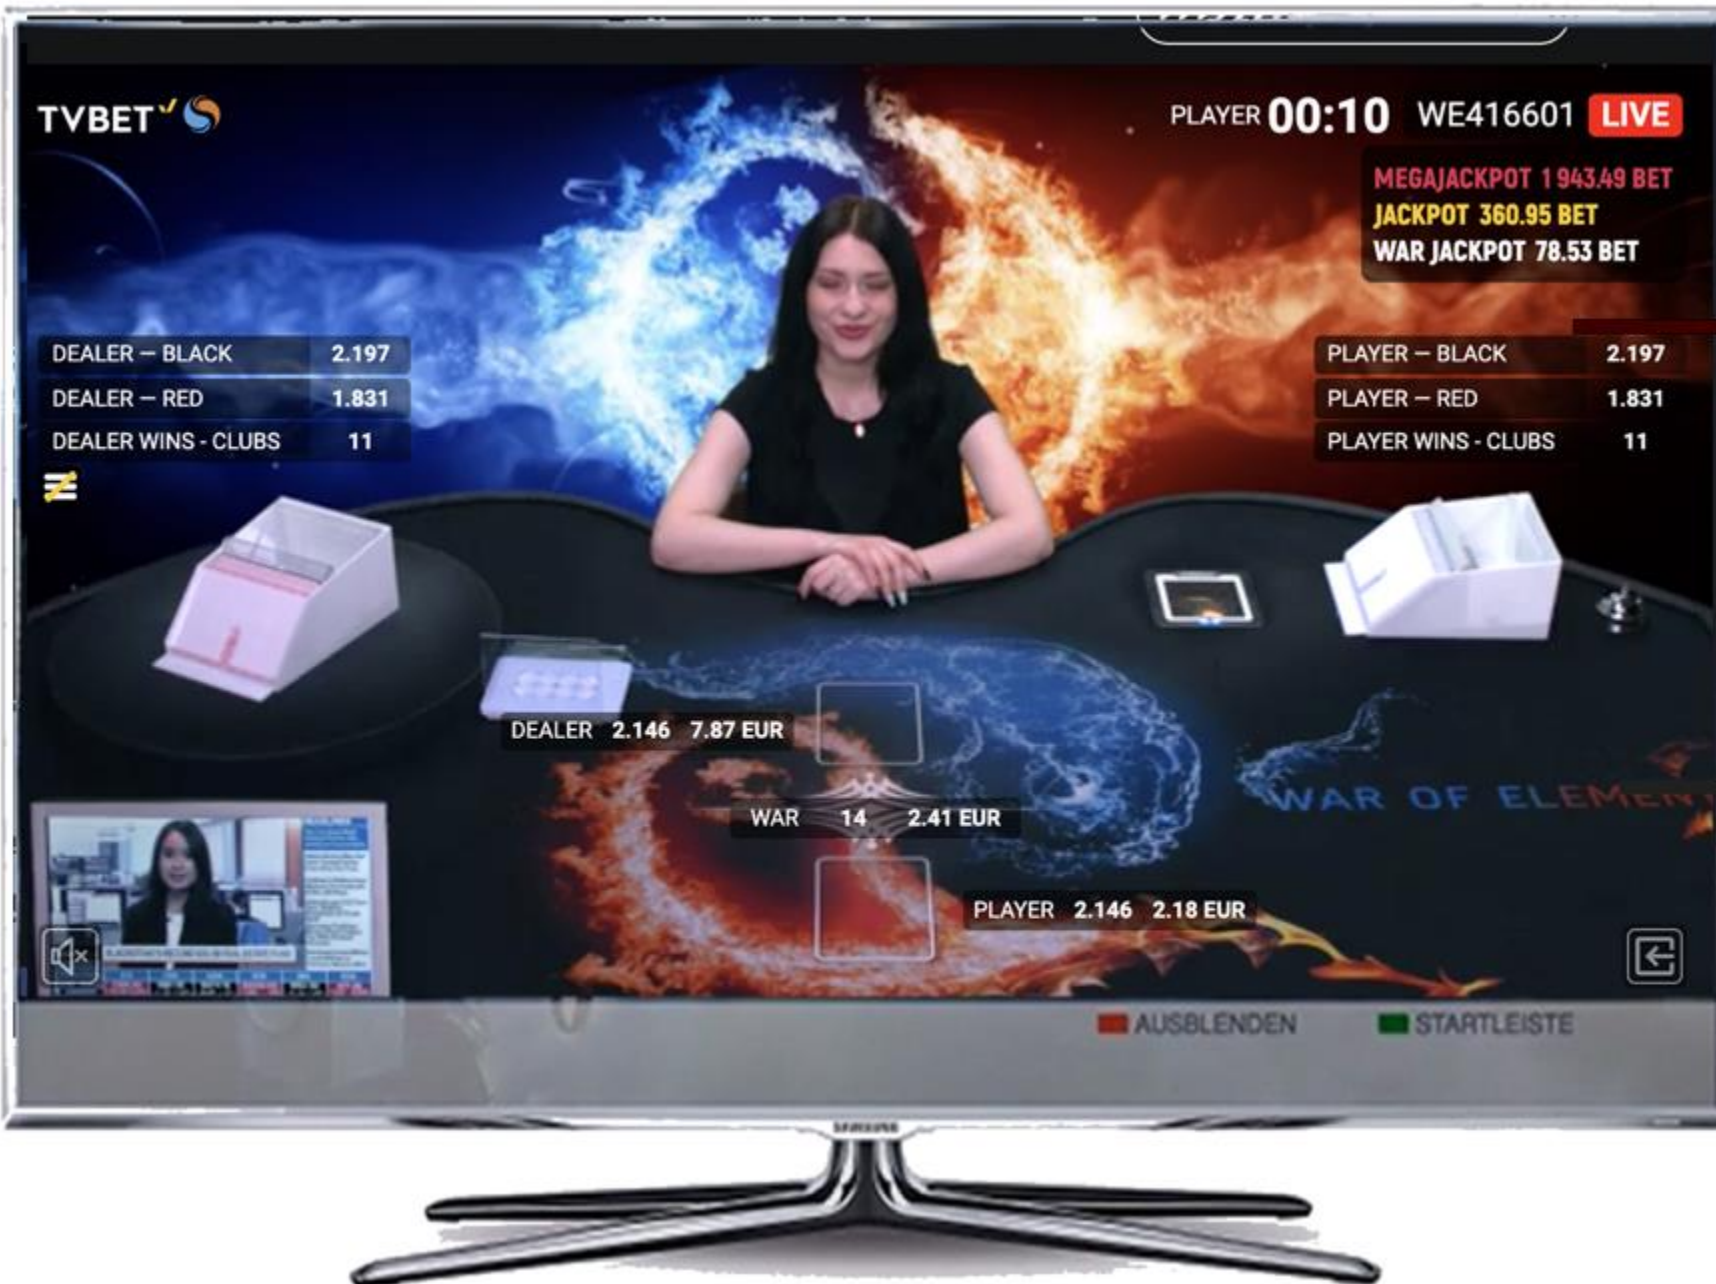 TVBET
PLAYER 00:10 WE416601 LIVE
MEGAJACKPOT 1 943.49 BET
JACKPOT 360.95 BET
WAR JACKPOT 78.53 BET
DEALER – BLACK 2.197
DEALER – RED 1.831
DEALER WINS - CLUBS 11
PLAYER – BLACK 2.197
PLAYER – RED 1.831
PLAYER WINS - CLUBS 11
DEALER 2.146 7.87 EUR
WAR 14 2.41 EUR
PLAYER 2.146 2.18 EUR
WAR OF ELEMEN
AUSBLENDEN STARTLEISTE
SAMSUNG